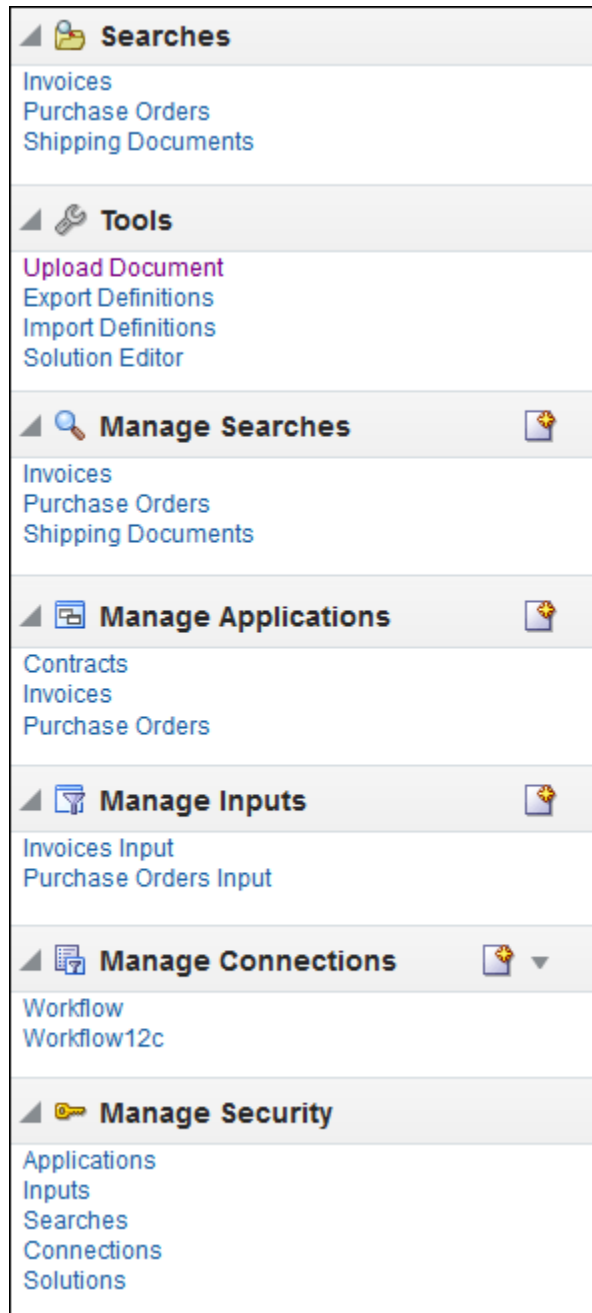 Searches
Invoices
Purchase Orders
Shipping Documents
Tools
Upload Document
Export Definitions
Import Definitions
Solution Editor
Manage Searches
Invoices
Purchase Orders
Shipping Documents
Manage Applications
Contracts
Invoices
Purchase Orders
Manage Inputs
Invoices Input
Purchase Orders Input
Manage Connections
Workflow
Workflow12c
Manage Security
Applications
Inputs
Searches
Connections
Solutions